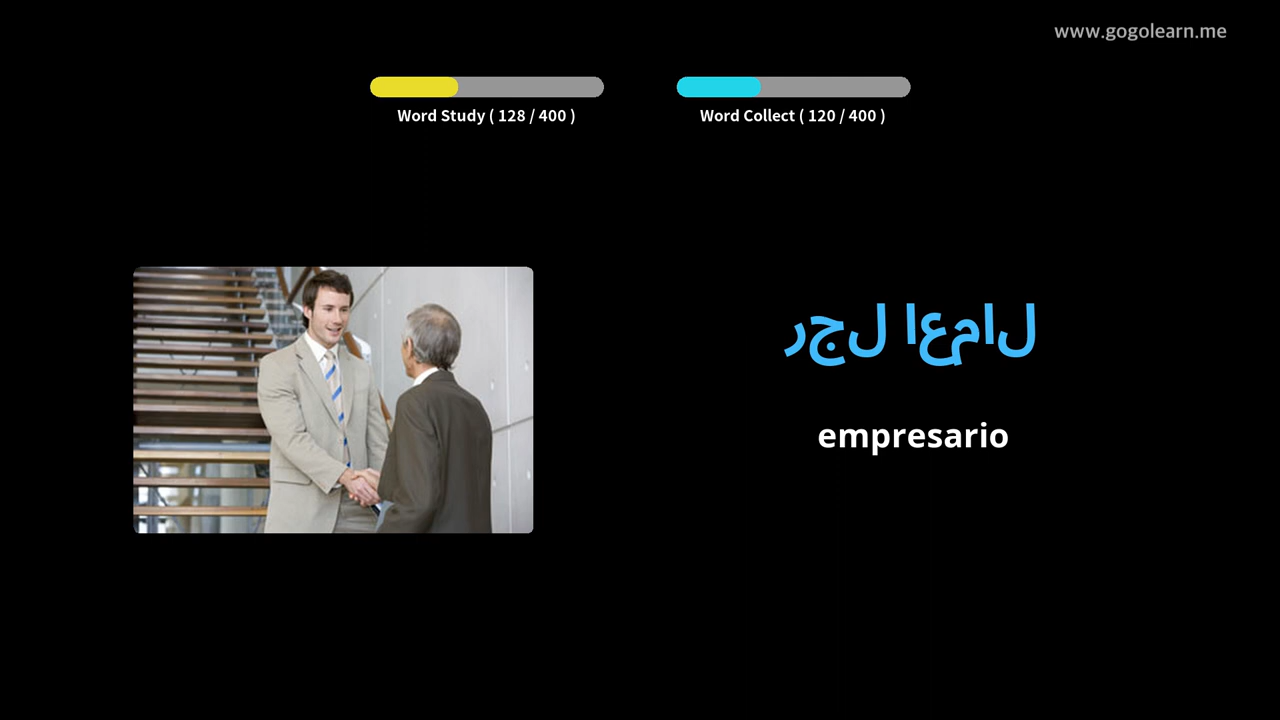 www.gogolearn.me
Word Study ( 128 / 400 )
Word Collect ( 120 / 400 )
رجل اعمال
empresario